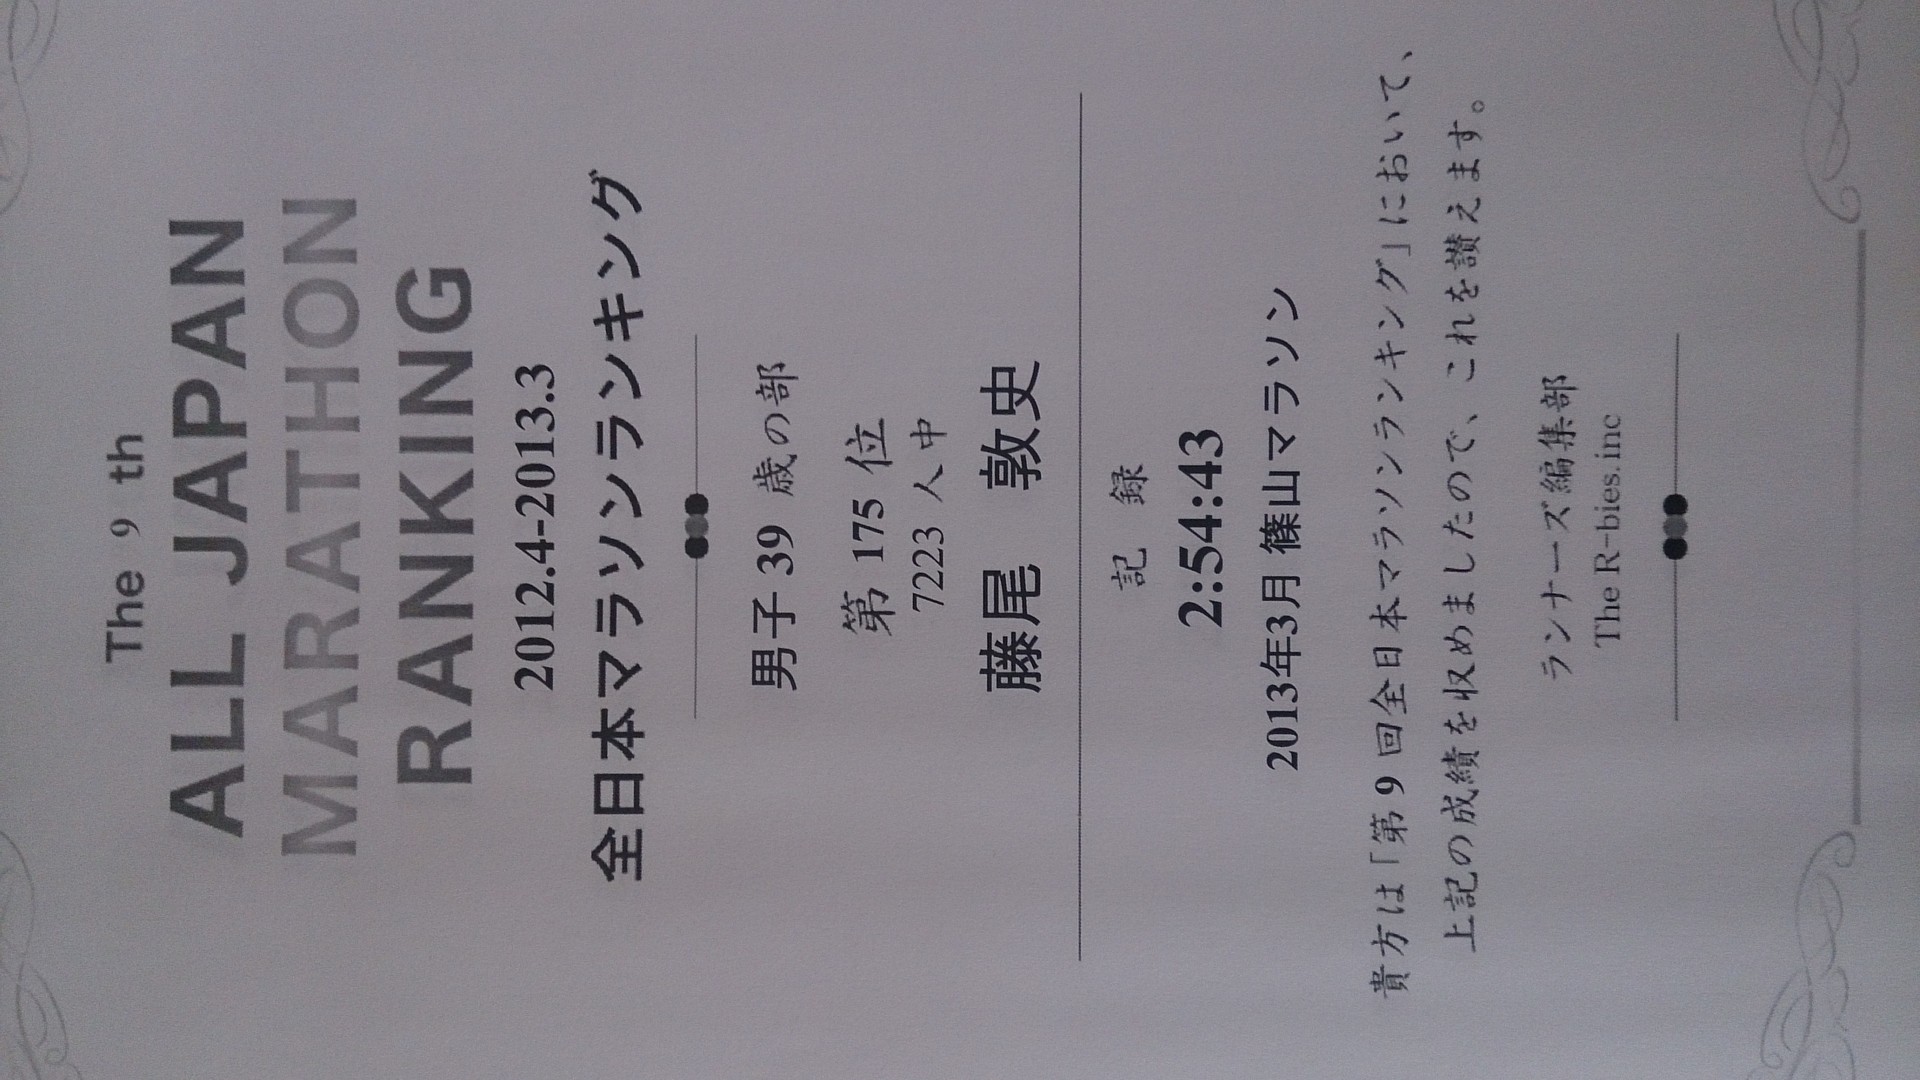 The 9 th
ALL JAPAN
MARATHON
RANKING
2012.4-2013.3
全日本マラソンランキング
男子 39 歳の部
第 175 位
7223 人中
藤尾 敦史
記 録
2:54:43
2013年3月 篠山マラソン
貴方は「第 9 回全日本マラソンランキング」において、
上記の成績を収めましたので、これを讃えます。
ランナーズ編集部
The R-bies.inc